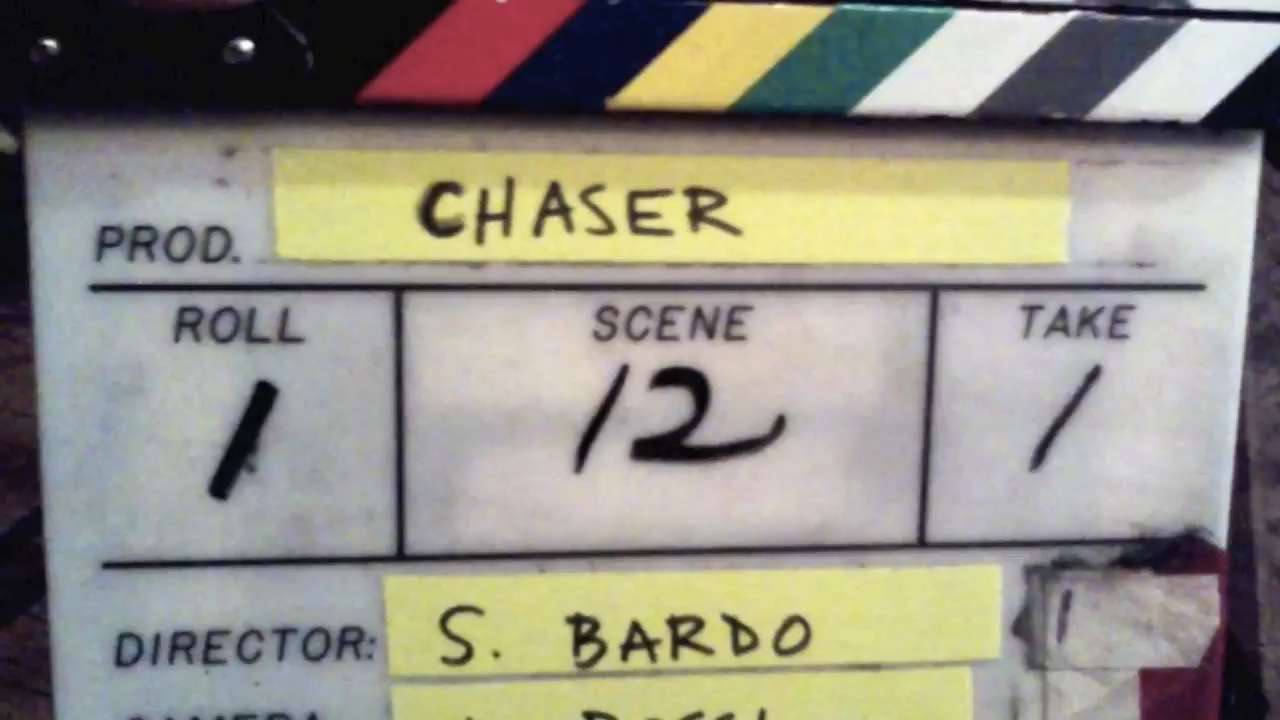 PROD. CHASER
ROLL SCENE TAKE
1 12 1
DIRECTOR: S. BARDO